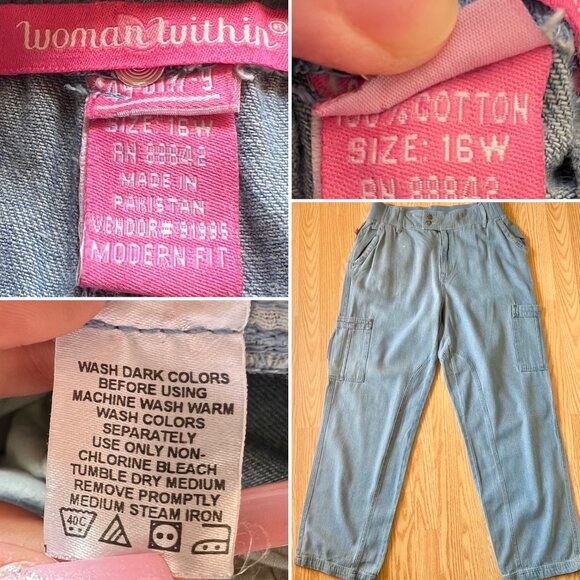 woman within®
SIZE: 16W
RN 88842
MADE IN
PAKISTAN
VENDOR# 91995
MODERN FIT
100% COTTON
SIZE: 16W
RN 88842
WASH DARK COLORS
BEFORE USING
MACHINE WASH WARM
WASH COLORS
SEPARATELY
USE ONLY NON-
CHLORINE BLEACH
TUMBLE DRY MEDIUM
REMOVE PROMPTLY
MEDIUM STEAM IRON
40C